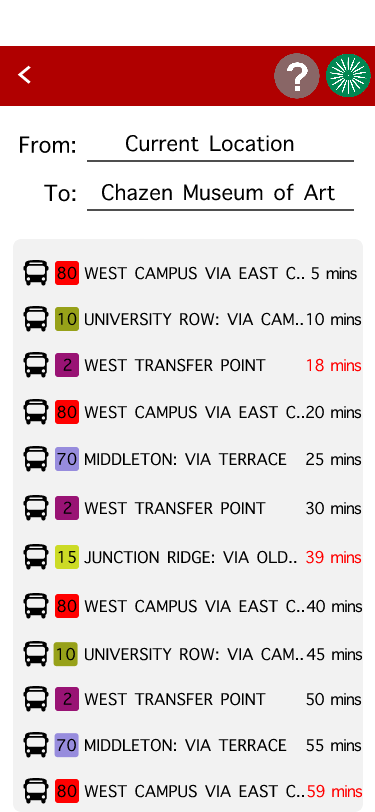 <
?
From: Current Location
To: Chazen Museum of Art
80 WEST CAMPUS VIA EAST C.. 5 mins
10 UNIVERSITY ROW: VIA CAM..10 mins
2 WEST TRANSFER POINT 18 mins
80 WEST CAMPUS VIA EAST C..20 mins
70 MIDDLETON: VIA TERRACE 25 mins
2 WEST TRANSFER POINT 30 mins
15 JUNCTION RIDGE: VIA OLD.. 39 mins
80 WEST CAMPUS VIA EAST C..40 mins
10 UNIVERSITY ROW: VIA CAM..45 mins
2 WEST TRANSFER POINT 50 mins
70 MIDDLETON: VIA TERRACE 55 mins
80 WEST CAMPUS VIA EAST C..59 mins